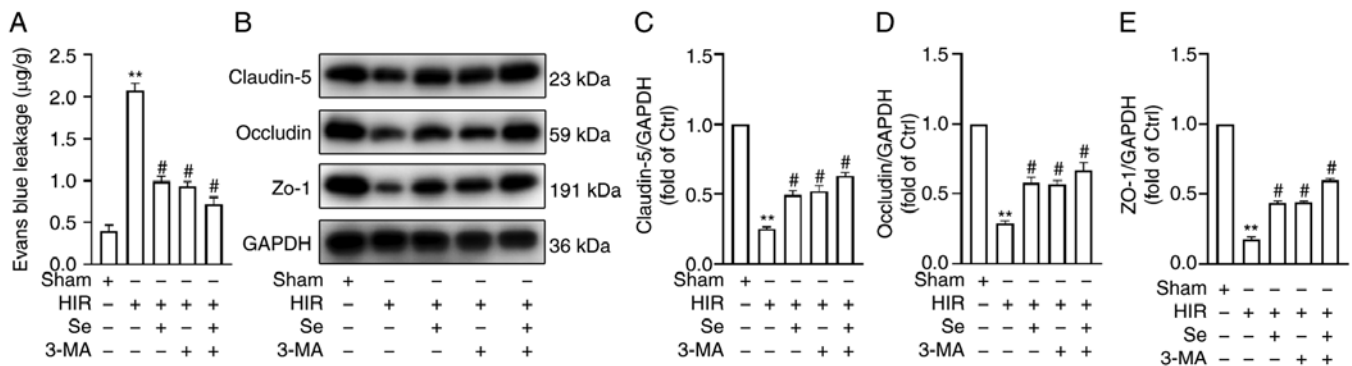 A
Evans blue leakage (µg/g)
2.5
2.0
1.5
1.0
0.5
0.0
**
#
#
#
Sham + – – – –
HIR – + + + +
Se – – + – +
3-MA – – – + +
B
Claudin-5 23 kDa
Occludin 59 kDa
Zo-1 191 kDa
GAPDH 36 kDa
Sham + – – – –
HIR – + + + +
Se – – + – +
3-MA – – – + +
C
Claudin-5/GAPDH
(fold of Ctrl)
1.5
1.0
0.5
0.0
**
#
#
#
Sham + – – – –
HIR – + + + +
Se – – + – +
3-MA – – – + +
D
Occludin/GAPDH
(fold of Ctrl)
1.5
1.0
0.5
0.0
**
#
#
#
Sham + – – – –
HIR – + + + +
Se – – + – +
3-MA – – – + +
E
ZO-1/GAPDH
(fold of Ctrl)
1.5
1.0
0.5
0.0
**
#
#
#
Sham + – – – –
HIR – + + + +
Se – – + – +
3-MA – – – + +